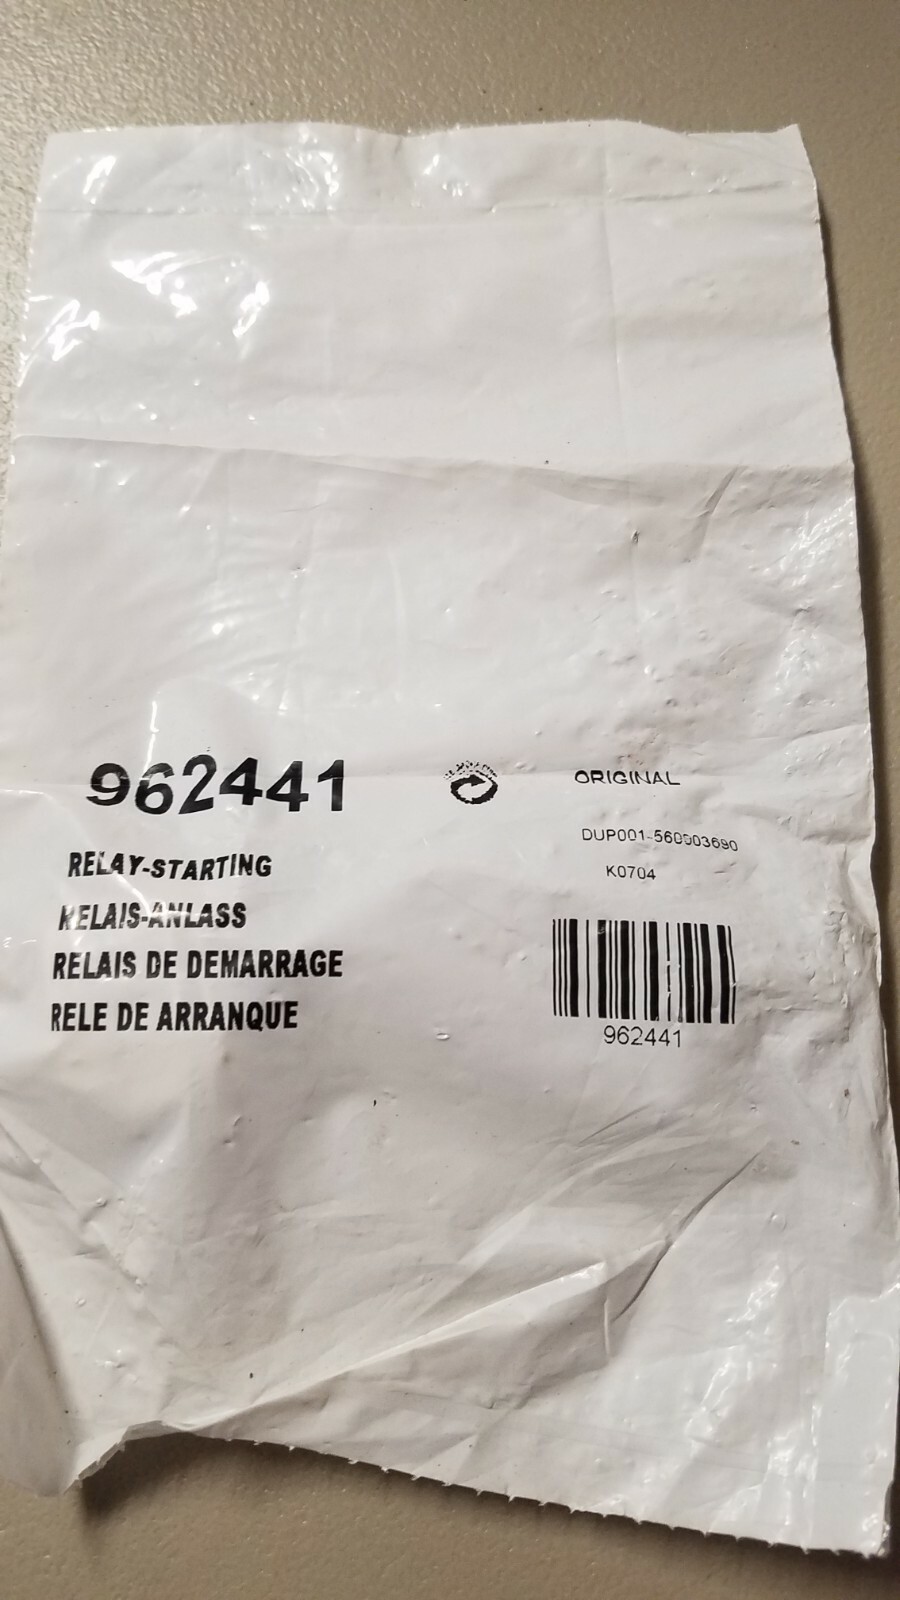 962441
RELAY-STARTING
RELAIS-ANLASS
RELAIS DE DEMARRAGE
RELE DE ARRANQUE
ORIGINAL
DUP001-560003690
K0704
962441